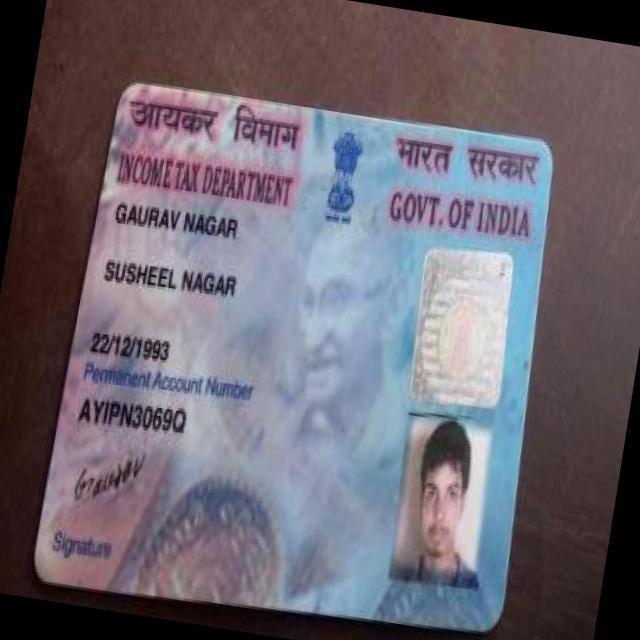 आयकर विभाग
भारत सरकार
INCOME TAX DEPARTMENT
GOVT. OF INDIA
GAURAV NAGAR
SUSHEEL NAGAR
22/12/1993
Permanent Account Number
AYIPN3069Q
Gaurav
Signature